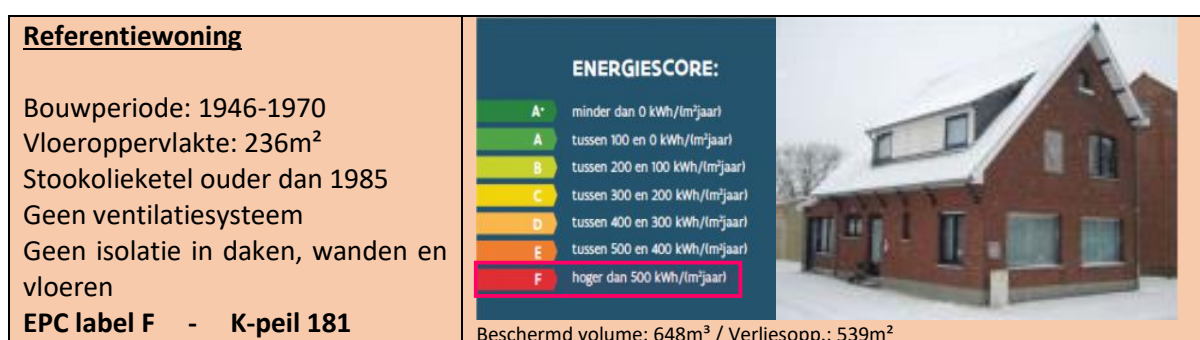 Referentiewoning
Bouwperiode: 1946-1970
Vloeroppervlakte: 236m²
Stookolieketel ouder dan 1985
Geen ventilatiesysteem
Geen isolatie in daken, wanden en
vloeren
EPC label F - K-peil 181
ENERGIESCORE:
A+ minder dan 0 kWh/(m²jaar)
A tussen 100 en 0 kWh/(m²jaar)
B tussen 200 en 100 kWh/(m²jaar)
C tussen 300 en 200 kWh/(m²jaar)
D tussen 400 en 300 kWh/(m²jaar)
E tussen 500 en 400 kWh/(m²jaar)
F hoger dan 500 kWh/(m²jaar)
Beschermd volume: 648m³ / Verliesopp.: 539m²